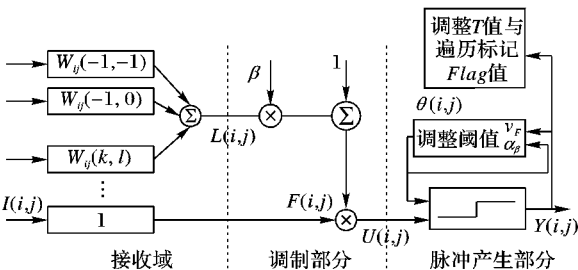 W_ij(-1,-1)
W_ij(-1,0)
W_ij(k,l)
⋮
I(i,j)
1
Σ
L(i,j)
β
×
1
Σ
F(i,j)
×
U(i,j)
调整T值与
遍历标记
Flag值
θ(i,j)
调整阈值 v_F
α_β
Y(i,j)
接收域 调制部分 脉冲产生部分